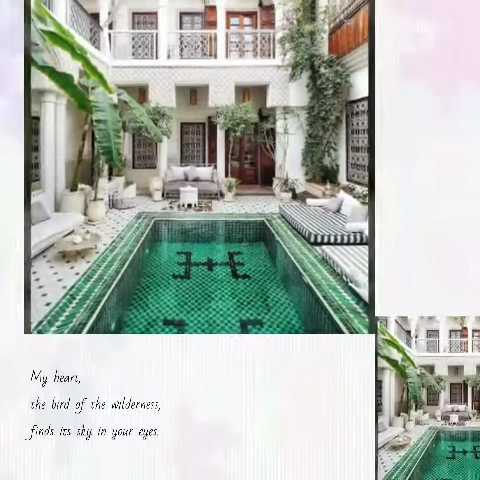 My heart,
the bird of the wilderness,
finds its sky in your eyes.